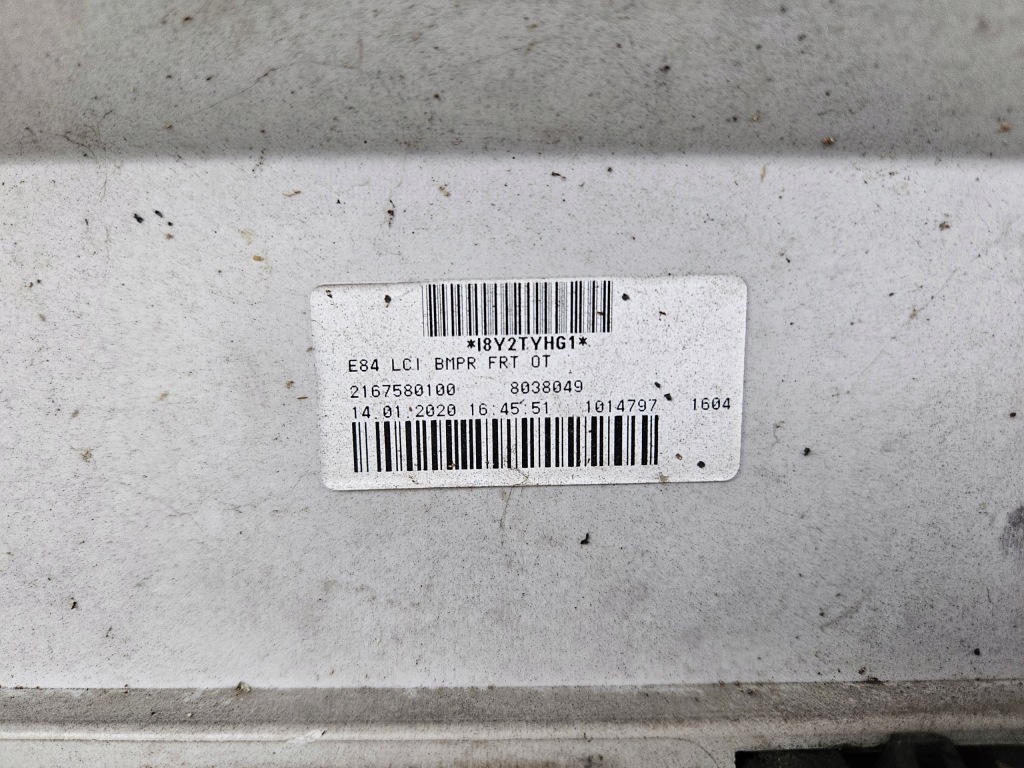 *I8Y2TYHG1*
E84 LCI BMPR FRT OT
2167580100 8038049
14.01.2020 16:45:51 1014797 1604